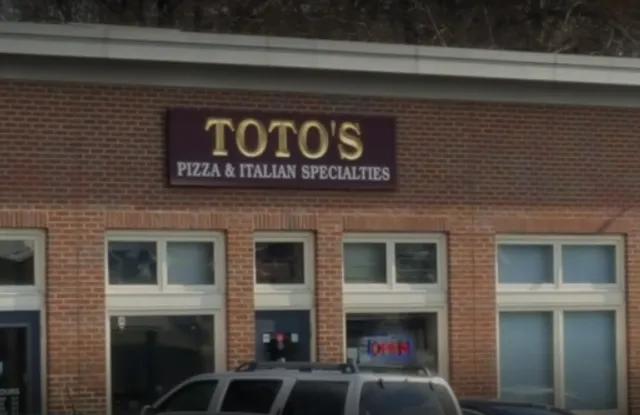 TOTO'S
PIZZA & ITALIAN SPECIALTIES
OPEN